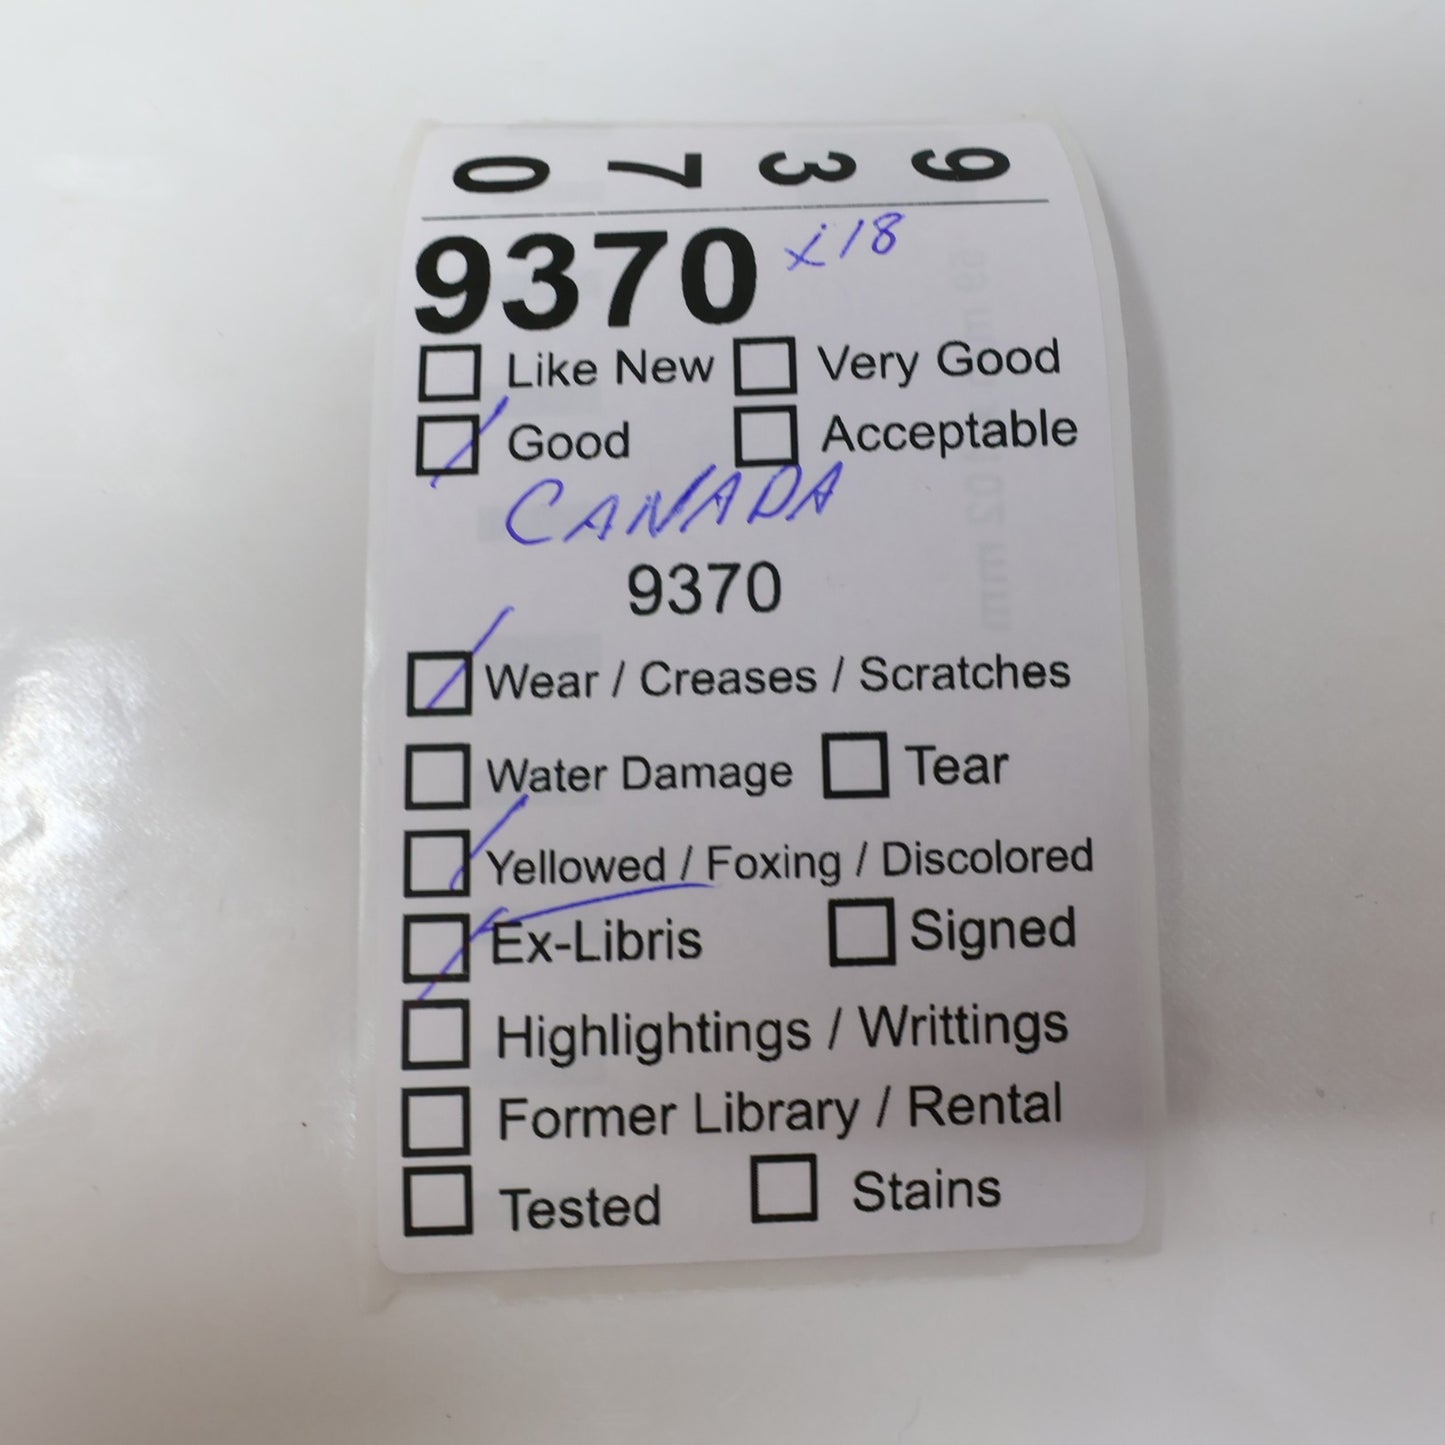 9 3 7 0
9370 x18
Like New Very Good
Good Acceptable
CANADA
9370
Wear / Creases / Scratches
Water Damage Tear
Yellowed / Foxing / Discolored
Ex-Libris Signed
Highlightings / Writtings
Former Library / Rental
Tested Stains